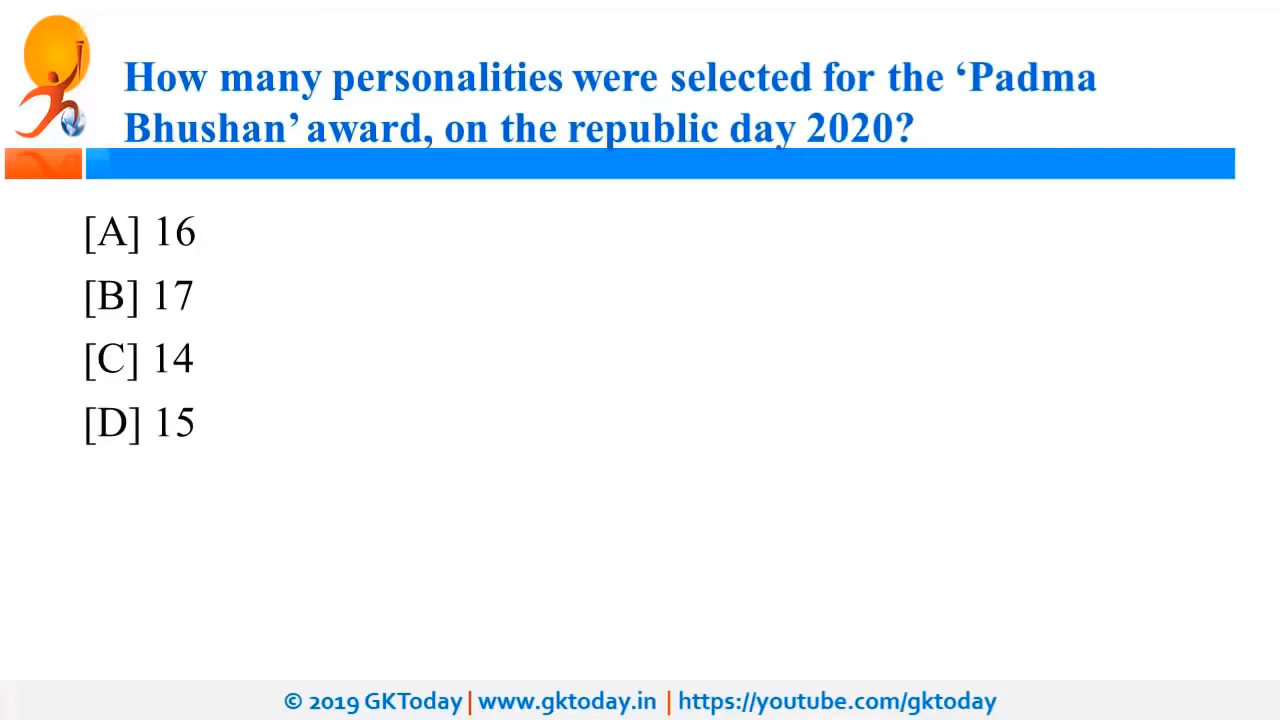 How many personalities were selected for the ‘Padma
Bhushan’ award, on the republic day 2020?
[A] 16
[B] 17
[C] 14
[D] 15
© 2019 GKToday | www.gktoday.in | https://youtube.com/gktoday